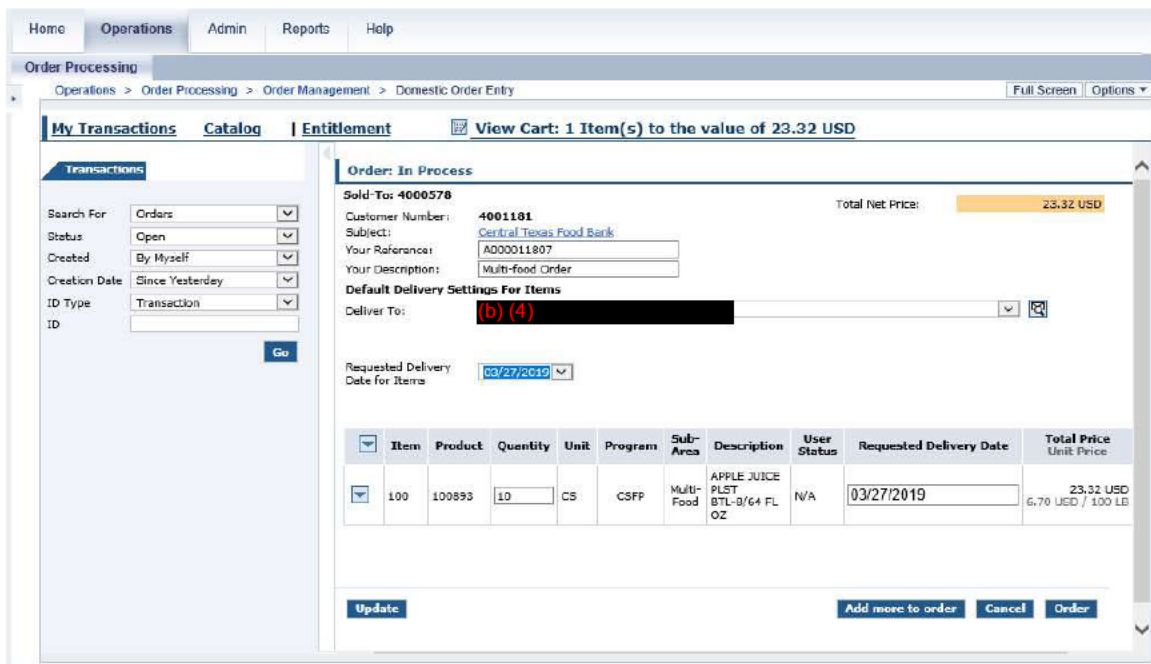 Home Operations Admin Reports Help
Order Processing
Operations > Order Processing > Order Management > Domestic Order Entry Full Screen Options
My Transactions Catalog | Entitlement View Cart: 1 Item(s) to the value of 23.32 USD
Transactions
Search For Orders
Status Open
Created By Myself
Creation Date Since Yesterday
ID Type Transaction
ID
Go
Order: In Process
Sold-To: 4000578
Total Net Price: 23.32 USD
Customer Number: 4001181
Subject: Central Texas Food Bank
Your Reference: A000011807
Your Description: Multi-food Order
Default Delivery Settings For Items
Deliver To: (b) (4)
Requested Delivery
Date for Items 03/27/2019
Item Product Quantity Unit Program Sub-Area Description User Status Requested Delivery Date Total Price Unit Price
100 100893 10 CS CSFP Multi-Food APPLE JUICE PLST BTL-8/64 FL OZ N/A 03/27/2019 23.32 USD 6.70 USD / 100 LB
Update Add more to order Cancel Order